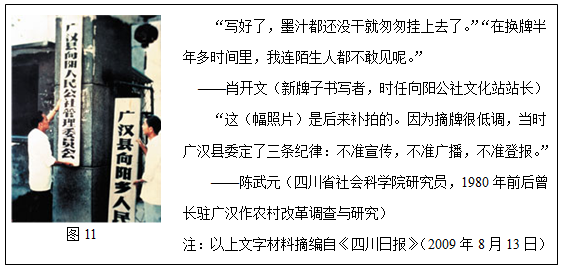 广汉县向阳人民公社管理委员会
广汉县向阳乡人民
图 11
“写好了，墨汁都还没干就匆匆挂上去了。”“在换牌半
年多时间里，我连陌生人都不敢见呢。”
——肖开文（新牌子书写者，时任向阳公社文化站站长）
“这（幅照片）是后来补拍的。因为摘牌很低调，当时
广汉县委定了三条纪律：不准宣传，不准广播，不准登报。”
——陈武元（四川省社会科学院研究员，1980 年前后曾
长驻广汉作农村改革调查与研究）
注：以上文字材料摘编自《四川日报》（2009 年 8 月 13 日）